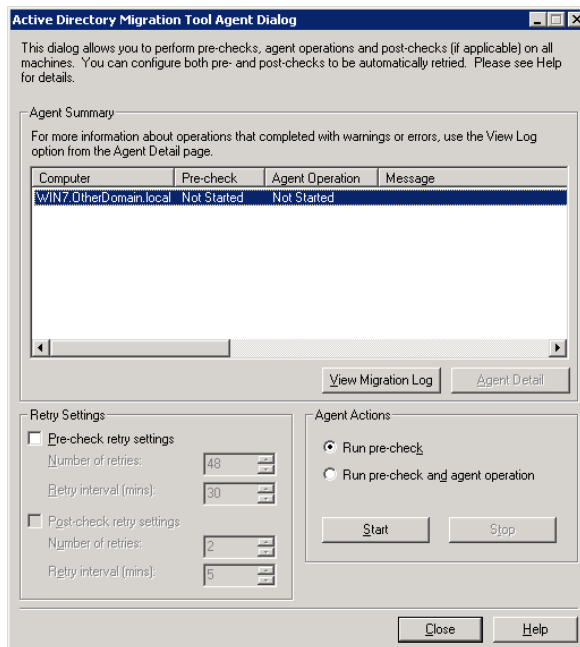 Active Directory Migration Tool Agent Dialog
This dialog allows you to perform pre-checks, agent operations and post-checks (if applicable) on all
machines. You can configure both pre- and post-checks to be automatically retried. Please see Help
for details.
Agent Summary
For more information about operations that completed with warnings or errors, use the View Log
option from the Agent Detail page.
Computer Pre-check Agent Operation Message
WIN7.OtherDomain.local Not Started Not Started
View Migration Log Agent Detail
Retry Settings
Pre-check retry settings
Number of retries: 48
Retry interval (mins): 30
Post-check retry settings
Number of retries: 2
Retry interval (mins): 5
Agent Actions
Run pre-check
Run pre-check and agent operation
Start Stop
Close Help